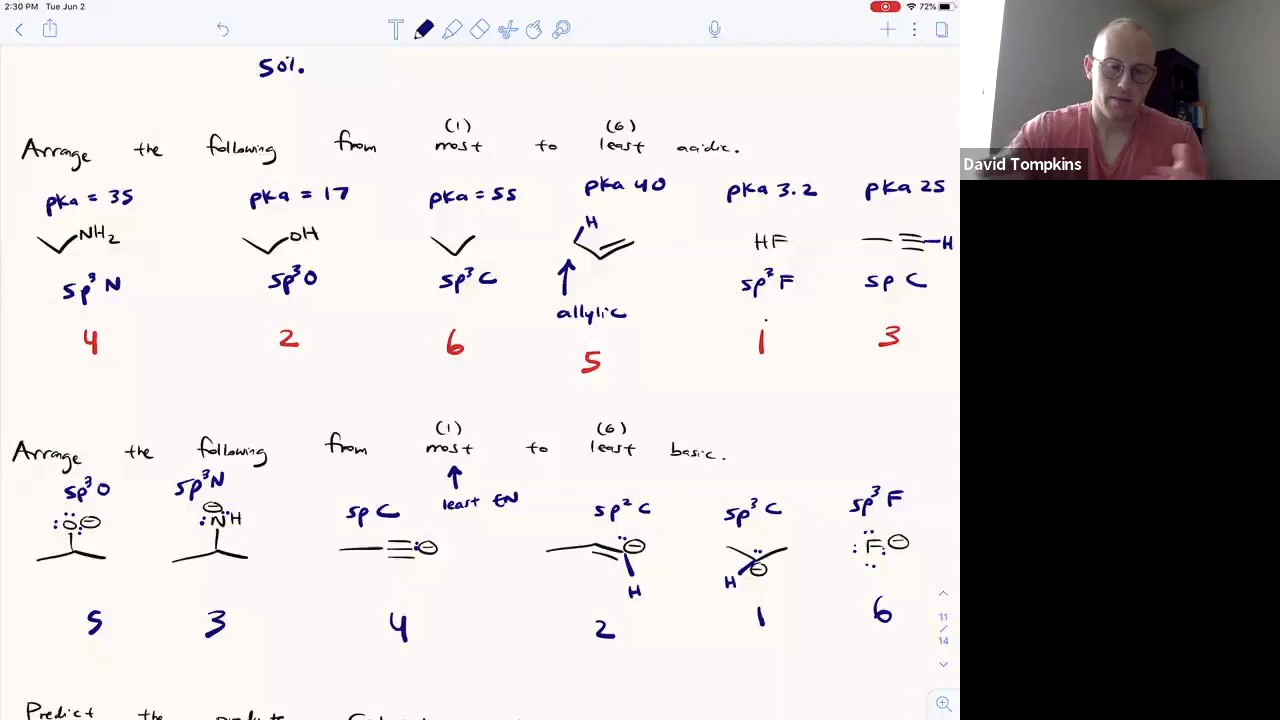 2:30 PM Tue Jun 2
72%
T
soi.
(1) (6)
Arrange the following from most to least acidic.
pKa = 35 pKa = 17 pKa = 55 pKa 40 pKa 3.2 pKa 25
NH2 OH H HF H
sp3 N sp3 O sp3 C allylic sp3 F sp C
4 2 6 5 1 3
(1) (6)
Arrange the following from most to least basic.
least EN
sp3 O sp3 N sp C sp2 C sp3 C sp3 F
:O:⊖ :N:H⊖ :⊖ ⊖ H H ⊖ :F:⊖
5 3 4 2 1 6
11
/
14
Predict the
David Tompkins